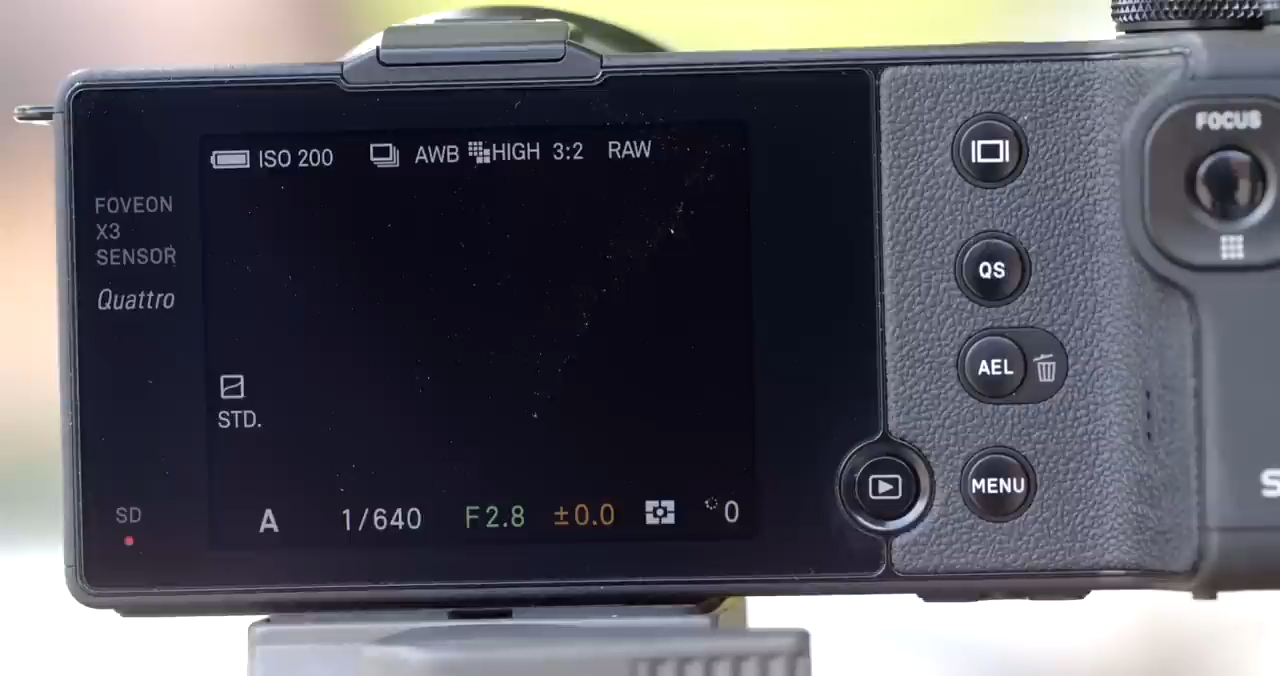 ISO 200 AWB HIGH 3:2 RAW
FOVEON
X3
SENSOR
Quattro
STD.
SD
A 1/640 F2.8 ±0.0 0
QS
AEL
MENU
FOCUS
S